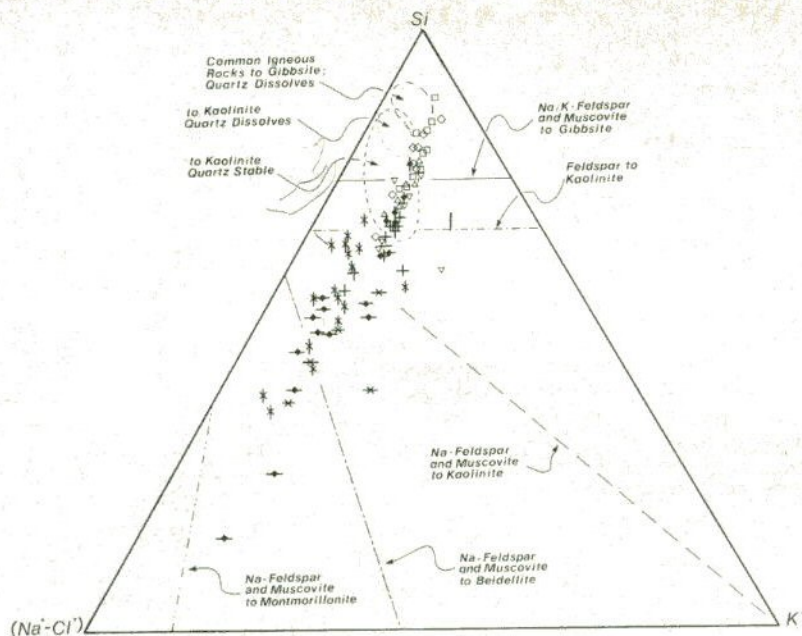 Si
Common Igneous
Rocks to Gibbsite;
Quartz Dissolves
to Kaolinite
Quartz Dissolves
to Kaolinite
Quartz Stable
Na, K-Feldspar
and Muscovite
to Gibbsite
Feldspar to
Kaolinite
Na-Feldspar
and Muscovite
to Kaolinite
Na-Feldspar
and Muscovite
to Beidellite
Na-Feldspar
and Muscovite
to Montmorillonite
(Na⁺-Cl⁺)
K